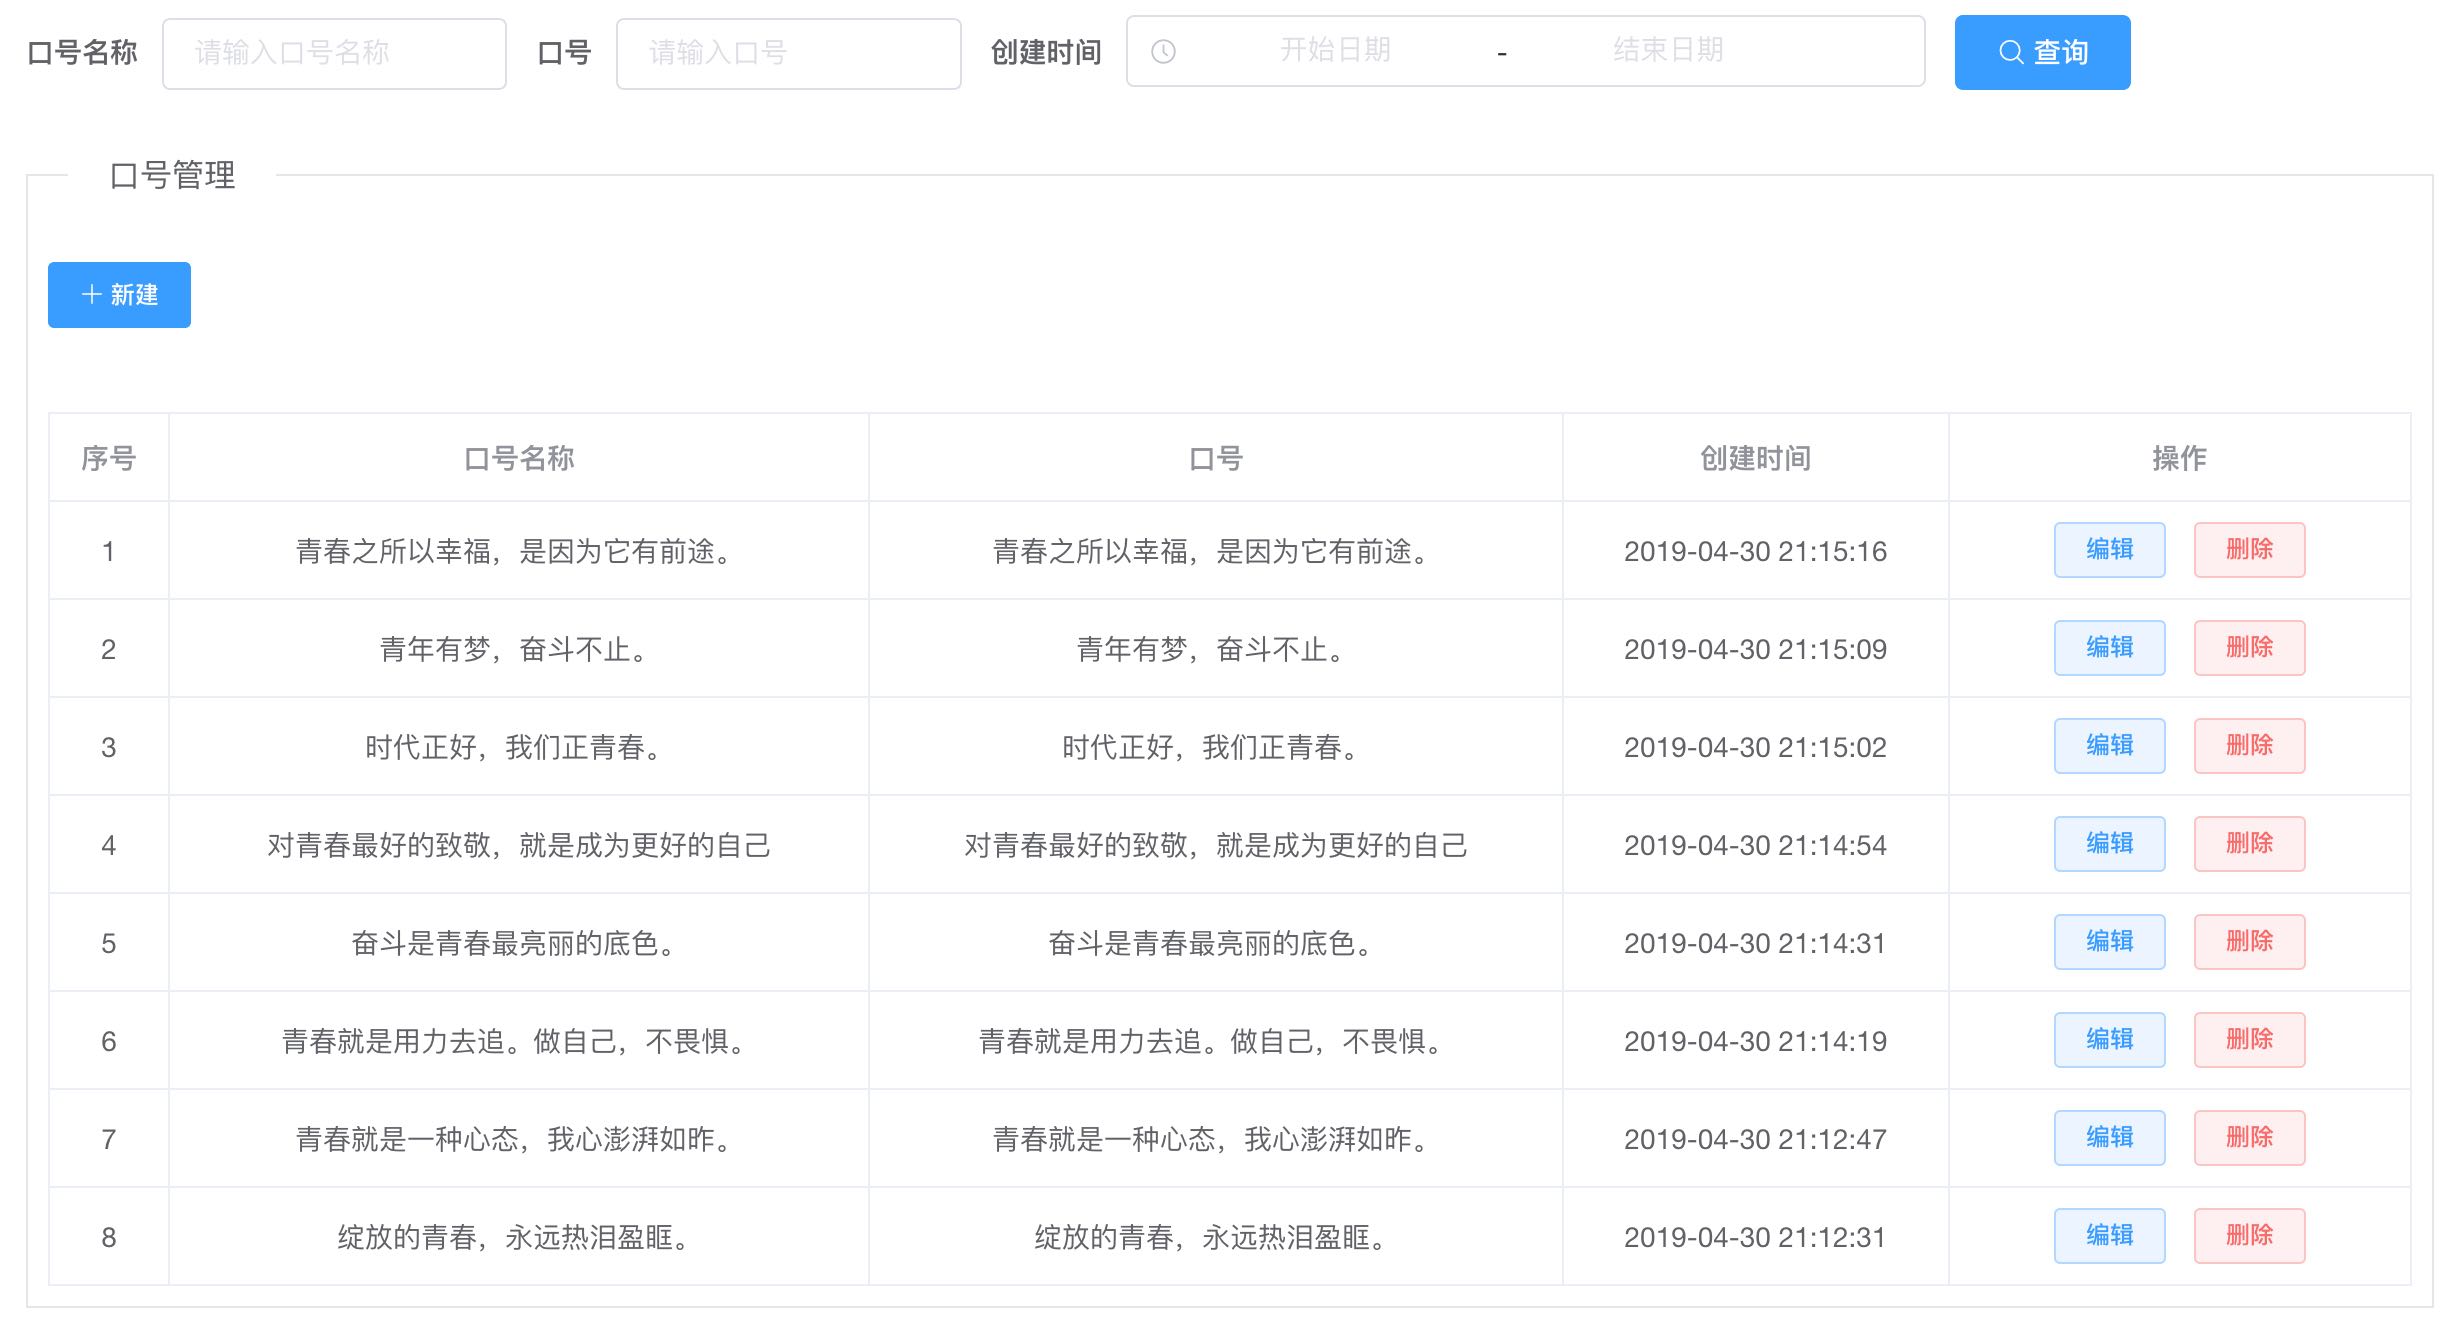 口号名称 请输入口号名称 口号 请输入口号 创建时间 开始日期 - 结束日期 查询
口号管理
新建
序号 口号名称 口号 创建时间 操作
1 青春之所以幸福，是因为它有前途。 青春之所以幸福，是因为它有前途。 2019-04-30 21:15:16 编辑 删除
2 青年有梦，奋斗不止。 青年有梦，奋斗不止。 2019-04-30 21:15:09 编辑 删除
3 时代正好，我们正青春。 时代正好，我们正青春。 2019-04-30 21:15:02 编辑 删除
4 对青春最好的致敬，就是成为更好的自己 对青春最好的致敬，就是成为更好的自己 2019-04-30 21:14:54 编辑 删除
5 奋斗是青春最亮丽的底色。 奋斗是青春最亮丽的底色。 2019-04-30 21:14:31 编辑 删除
6 青春就是用力去追。做自己，不畏惧。 青春就是用力去追。做自己，不畏惧。 2019-04-30 21:14:19 编辑 删除
7 青春就是一种心态，我心澎湃如昨。 青春就是一种心态，我心澎湃如昨。 2019-04-30 21:12:47 编辑 删除
8 绽放的青春，永远热泪盈眶。 绽放的青春，永远热泪盈眶。 2019-04-30 21:12:31 编辑 删除